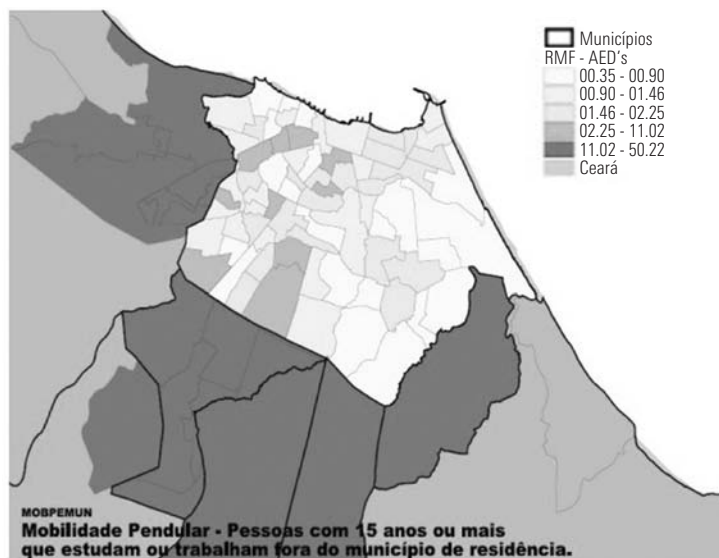 Municípios
RMF - AED's
00.35 - 00.90
00.90 - 01.46
01.46 - 02.25
02.25 - 11.02
11.02 - 50.22
Ceará
MOBPEMUN
Mobilidade Pendular - Pessoas com 15 anos ou mais
que estudam ou trabalham fora do município de residência.